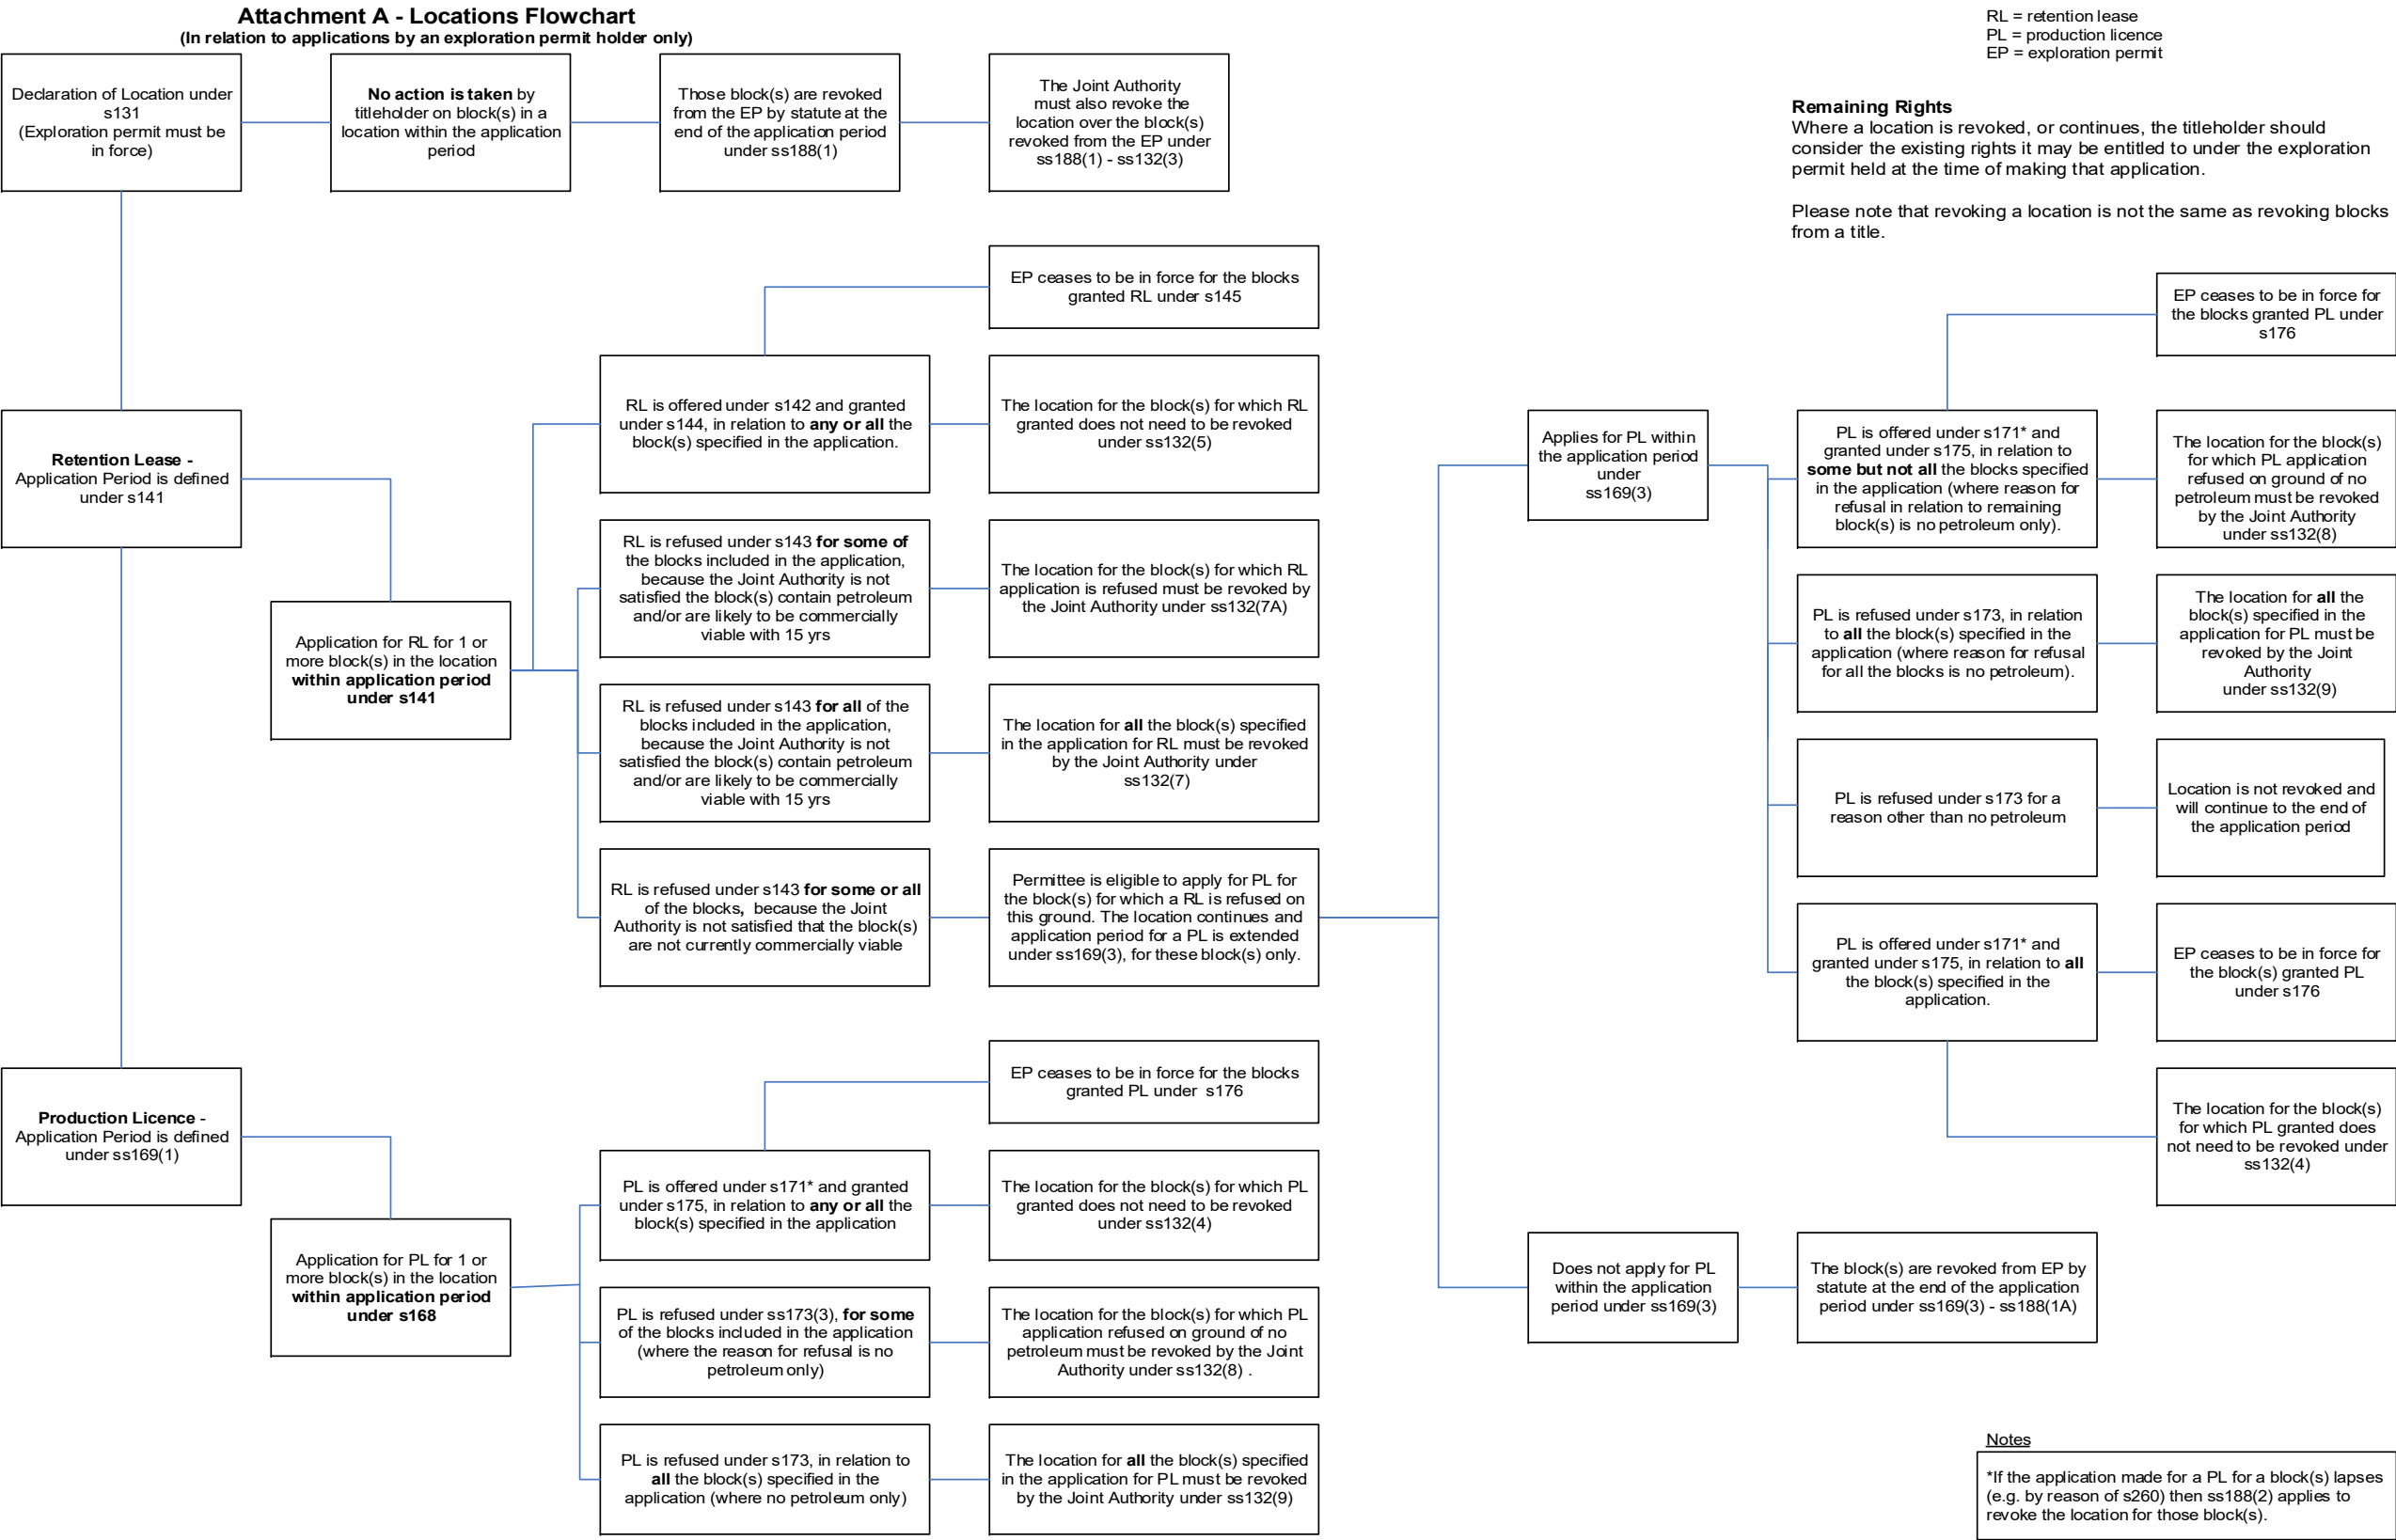 Attachment A - Locations Flowchart
(In relation to applications by an exploration permit holder only)
RL = retention lease
PL = production licence
EP = exploration permit
Declaration of Location under
s131
(Exploration permit must be
in force)
No action is taken by
titleholder on block(s) in a
location within the application
period
Those block(s) are revoked
from the EP by statute at the
end of the application period
under ss188(1)
The Joint Authority
must also revoke the
location over the block(s)
revoked from the EP under
ss188(1) - ss132(3)
Remaining Rights
Where a location is revoked, or continues, the titleholder should
consider the existing rights it may be entitled to under the exploration
permit held at the time of making that application.
Please note that revoking a location is not the same as revoking blocks
from a title.
Retention Lease -
Application Period is defined
under s141
Application for RL for 1 or
more block(s) in the location
within application period
under s141
EP ceases to be in force for the blocks
granted RL under s145
RL is offered under s142 and granted
under s144, in relation to any or all the
block(s) specified in the application.
The location for the block(s) for which RL
granted does not need to be revoked
under ss132(5)
RL is refused under s143 for some of
the blocks included in the application,
because the Joint Authority is not
satisfied the block(s) contain petroleum
and/or are likely to be commercially
viable with 15 yrs
The location for the block(s) for which RL
application is refused must be revoked by
the Joint Authority under ss132(7A)
RL is refused under s143 for all of the
blocks included in the application,
because the Joint Authority is not
satisfied the block(s) contain petroleum
and/or are likely to be commercially
viable with 15 yrs
The location for all the block(s) specified
in the application for RL must be revoked
by the Joint Authority under
ss132(7)
RL is refused under s143 for some or all
of the blocks, because the Joint
Authority is not satisfied that the block(s)
are not currently commercially viable
Permittee is eligible to apply for PL for
the block(s) for which a RL is refused on
this ground. The location continues and
application period for a PL is extended
under ss169(3), for these block(s) only.
Applies for PL within
the application period
under
ss169(3)
EP ceases to be in force for
the blocks granted PL under
s176
PL is offered under s171* and
granted under s175, in relation to
some but not all the blocks specified
in the application (where reason for
refusal in relation to remaining
block(s) is no petroleum only).
The location for the block(s)
for which PL application
refused on ground of no
petroleum must be revoked
by the Joint Authority
under ss132(8)
PL is refused under s173, in relation
to all the block(s) specified in the
application (where reason for refusal
for all the blocks is no petroleum).
The location for all the
block(s) specified in the
application for PL must be
revoked by the Joint
Authority
under ss132(9)
PL is refused under s173 for a
reason other than no petroleum
Location is not revoked and
will continue to the end of
the application period
PL is offered under s171* and
granted under s175, in relation to all
the block(s) specified in the
application.
EP ceases to be in force for
the block(s) granted PL
under s176
The location for the block(s)
for which PL granted does
not need to be revoked under
ss132(4)
Does not apply for PL
within the application
period under ss169(3)
The block(s) are revoked from EP by
statute at the end of the application
period under ss169(3) - ss188(1A)
Production Licence -
Application Period is defined
under ss169(1)
Application for PL for 1 or
more block(s) in the location
within application period
under s168
EP ceases to be in force for the blocks
granted PL under s176
PL is offered under s171* and granted
under s175, in relation to any or all the
block(s) specified in the application
The location for the block(s) for which PL
granted does not need to be revoked
under ss132(4)
PL is refused under ss173(3), for some
of the blocks included in the application
(where the reason for refusal is no
petroleum only)
The location for the block(s) for which PL
application refused on ground of no
petroleum must be revoked by the Joint
Authority under ss132(8) .
PL is refused under s173, in relation to
all the block(s) specified in the
application (where no petroleum only)
The location for all the block(s) specified
in the application for PL must be revoked
by the Joint Authority under ss132(9)
Notes
*If the application made for a PL for a block(s) lapses
(e.g. by reason of s260) then ss188(2) applies to
revoke the location for those block(s).